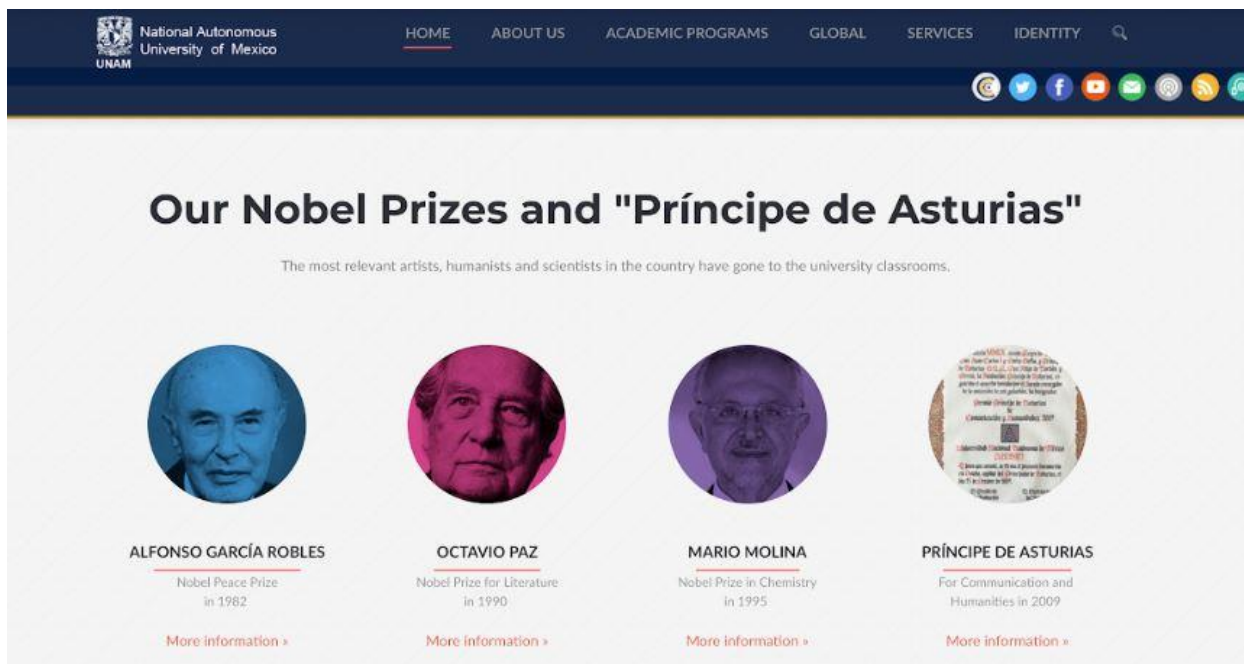 National Autonomous
University of Mexico
UNAM
HOME ABOUT US ACADEMIC PROGRAMS GLOBAL SERVICES IDENTITY
Our Nobel Prizes and "Príncipe de Asturias"
The most relevant artists, humanists and scientists in the country have gone to the university classrooms.
ALFONSO GARCÍA ROBLES
Nobel Peace Prize
in 1982
More information »
OCTAVIO PAZ
Nobel Prize for Literature
in 1990
More information »
MARIO MOLINA
Nobel Prize in Chemistry
in 1995
More information »
PRÍNCIPE DE ASTURIAS
For Communication and
Humanities in 2009
More information »